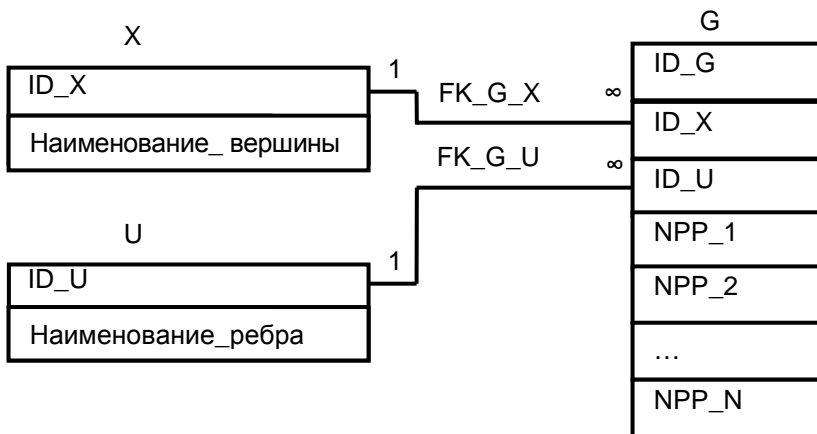 X
ID_X
Наименование_ вершины
1
FK_G_X
∞
FK_G_U
∞
U
1
ID_U
Наименование_ребра
G
ID_G
ID_X
ID_U
NPP_1
NPP_2
...
NPP_N